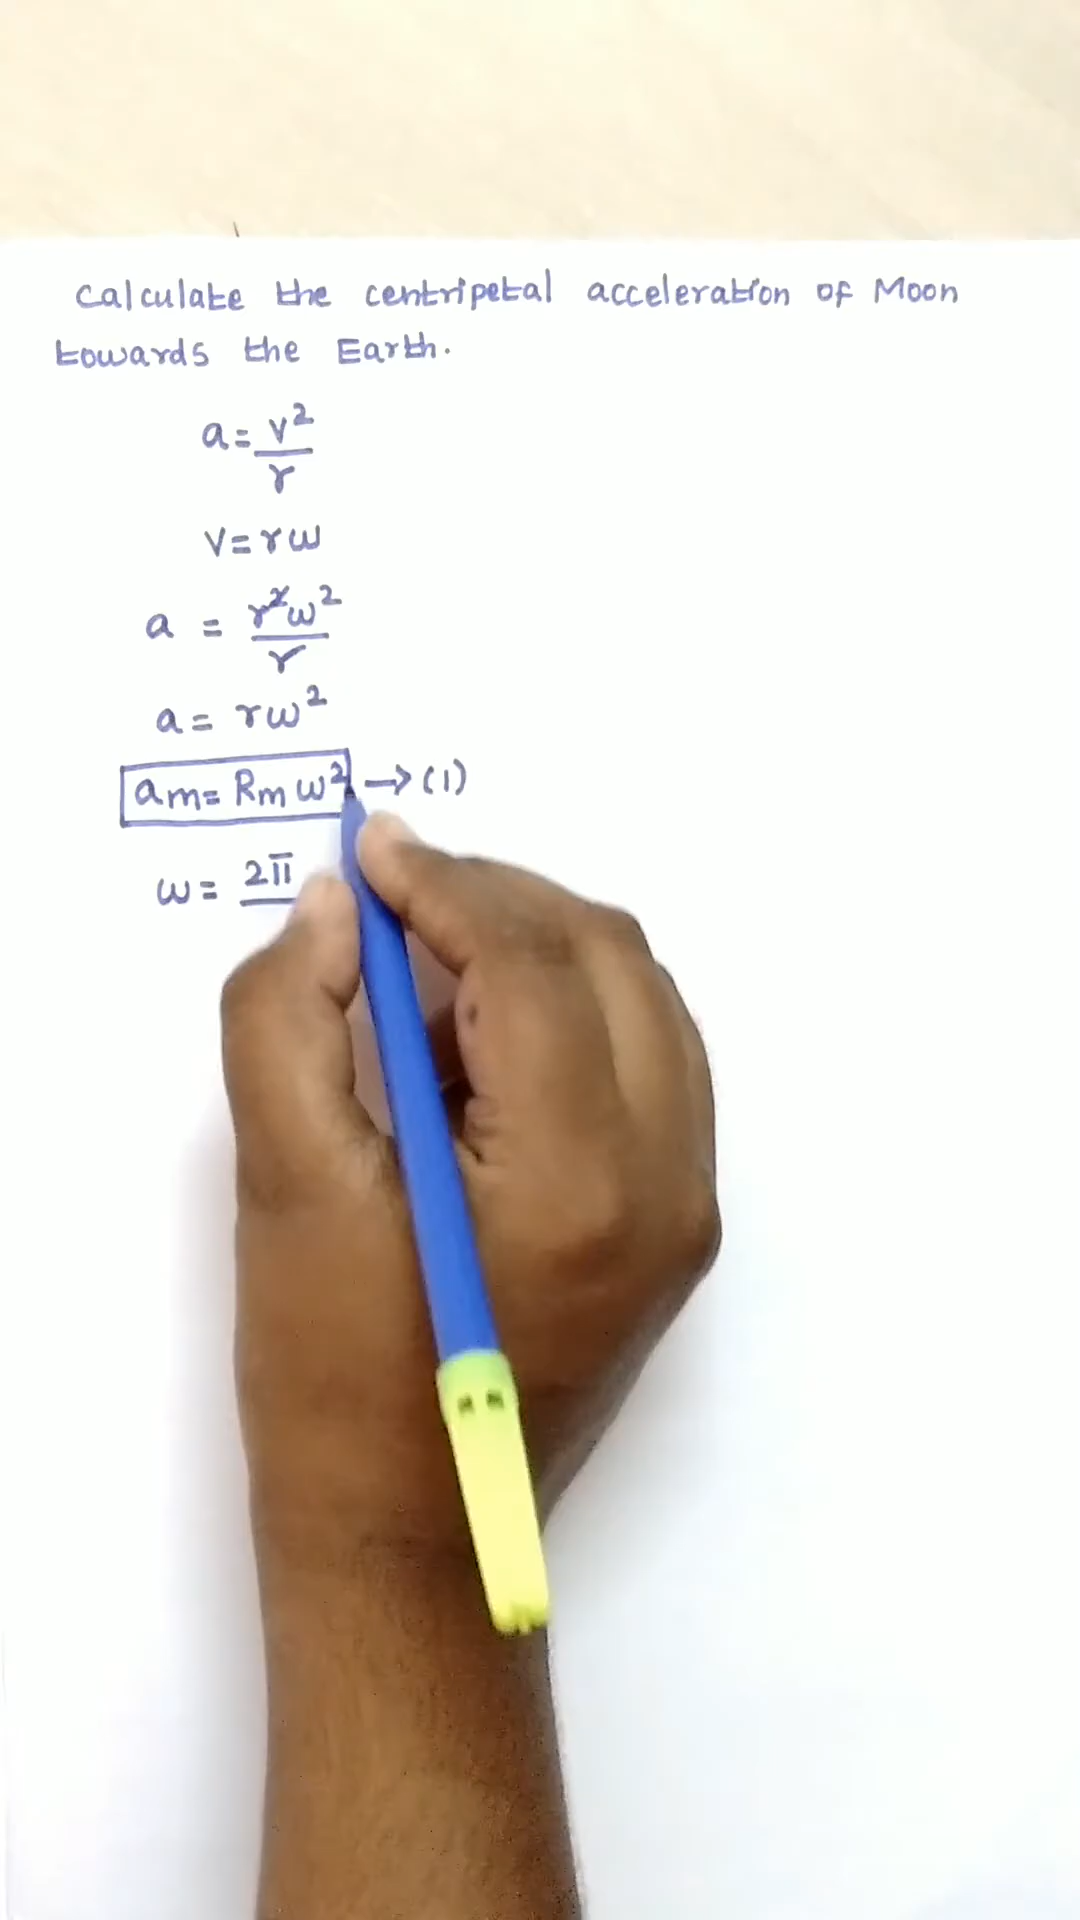 Calculate the centripetal acceleration of Moon
towards the Earth.
a = v²/r
v = rω
a = r²ω²/r
a = rω²
am = Rm ω² → (1)
ω = 2π